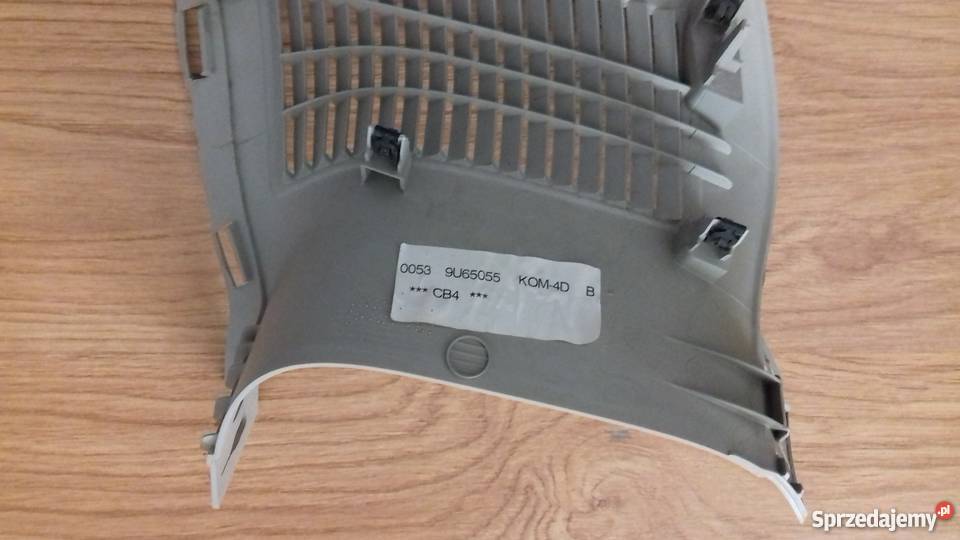 0053 9U65055 KOM-4D B
*** CB4 ***
Sprzedajemy.pl